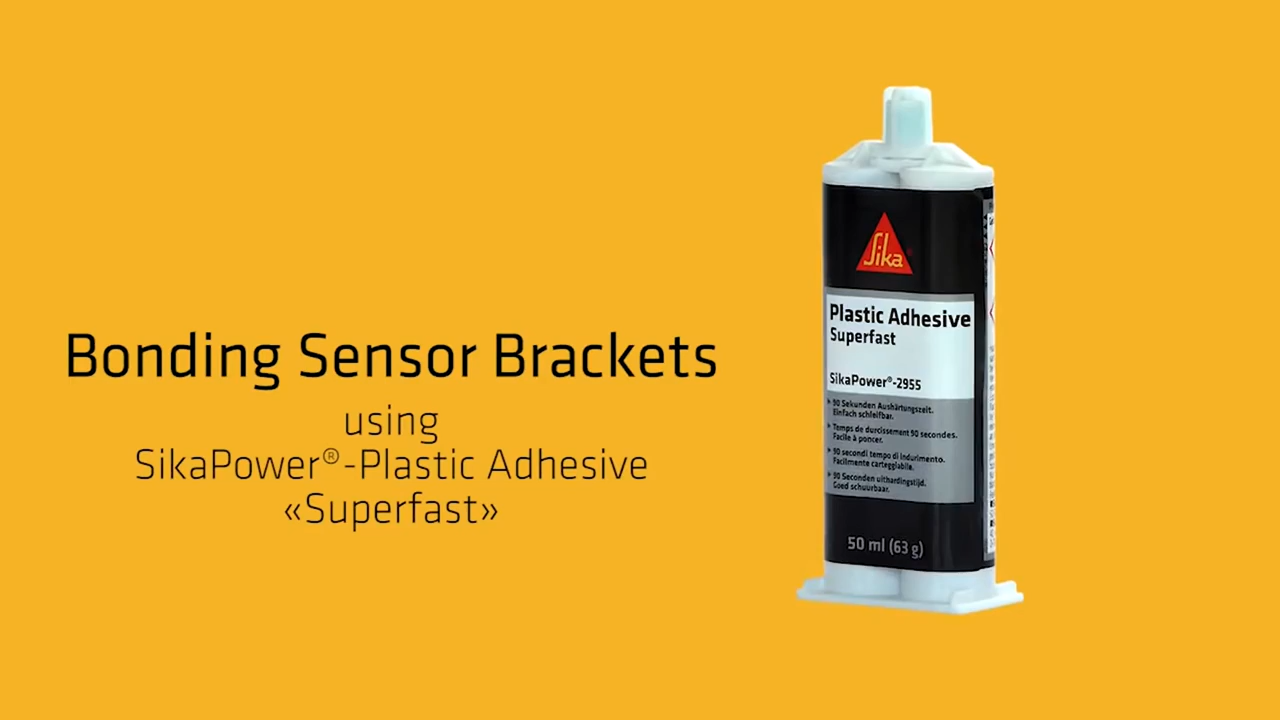 Bonding Sensor Brackets
using
SikaPower®-Plastic Adhesive
«Superfast»
Sika®
Plastic Adhesive
Superfast
SikaPower®-2955
90 Sekunden Aushärtungszeit.
Einfach schleifbar.
Temps de durcissement 90 secondes.
Facile à poncer.
90 secondi tempo di indurimento.
Facilmente carteggiabile.
90 Seconden uithardingstijd.
Goed schuurbaar.
50 ml (63 g)